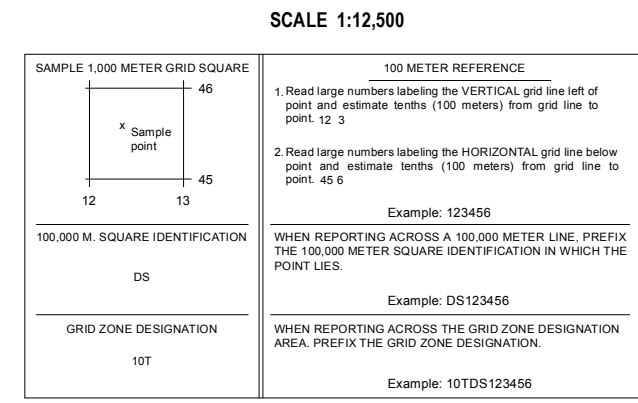 SCALE 1:12,500
SAMPLE 1,000 METER GRID SQUARE
46
x Sample
point
45
12 13
100,000 M. SQUARE IDENTIFICATION
DS
GRID ZONE DESIGNATION
10T
100 METER REFERENCE
1. Read large numbers labeling the VERTICAL grid line left of
point and estimate tenths (100 meters) from grid line to
point. 12 3
2. Read large numbers labeling the HORIZONTAL grid line below
point and estimate tenths (100 meters) from grid line to
point. 45 6
Example: 123456
WHEN REPORTING ACROSS A 100,000 METER LINE, PREFIX
THE 100,000 METER SQUARE IDENTIFICATION IN WHICH THE
POINT LIES.
Example: DS123456
WHEN REPORTING ACROSS THE GRID ZONE DESIGNATION
AREA. PREFIX THE GRID ZONE DESIGNATION.
Example: 10TDS123456